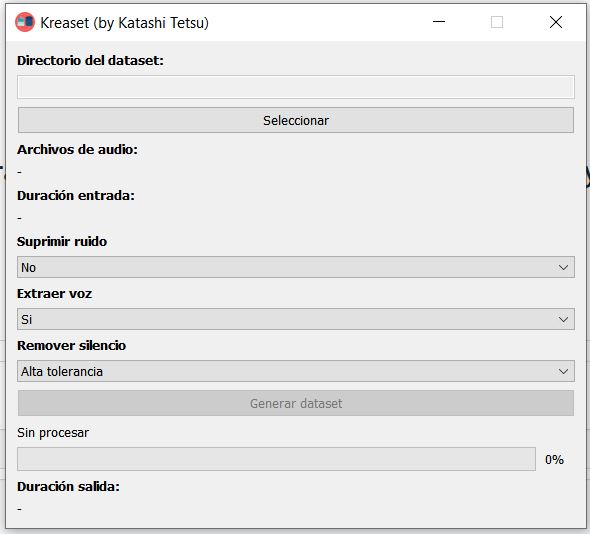 Kreaset (by Katashi Tetsu)
Directorio del dataset:
Seleccionar
Archivos de audio:
-
Duración entrada:
-
Suprimir ruido
No
Extraer voz
Si
Remover silencio
Alta tolerancia
Generar dataset
Sin procesar
0%
Duración salida:
-